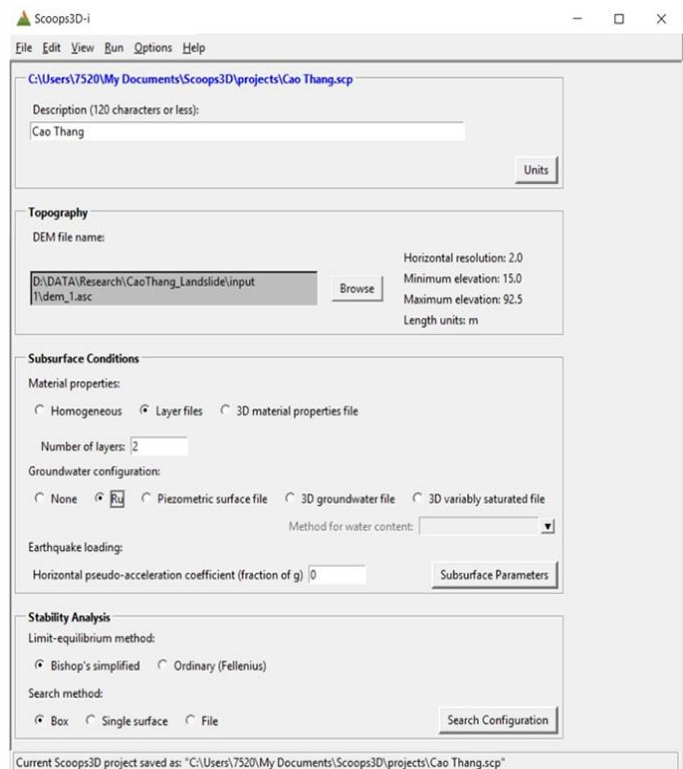 Scoops3D-i
File Edit View Run Options Help
C:\Users\7520\My Documents\Scoops3D\projects\Cao Thang.scp
Description (120 characters or less):
Cao Thang
Units
Topography
DEM file name:
D:\DATA\Research\CaoThang_Landslide\input
1\dem_1.asc
Browse
Horizontal resolution: 2.0
Minimum elevation: 15.0
Maximum elevation: 92.5
Length units: m
Subsurface Conditions
Material properties:
Homogeneous Layer files 3D material properties file
Number of layers: 2
Groundwater configuration:
None Ru Piezometric surface file 3D groundwater file 3D variably saturated file
Method for water content:
Earthquake loading:
Horizontal pseudo-acceleration coefficient (fraction of g) 0
Subsurface Parameters
Stability Analysis
Limit-equilibrium method:
Bishop's simplified Ordinary (Fellenius)
Search method:
Box Single surface File
Search Configuration
Current Scoops3D project saved as: "C:\Users\7520\My Documents\Scoops3D\projects\Cao Thang.scp"